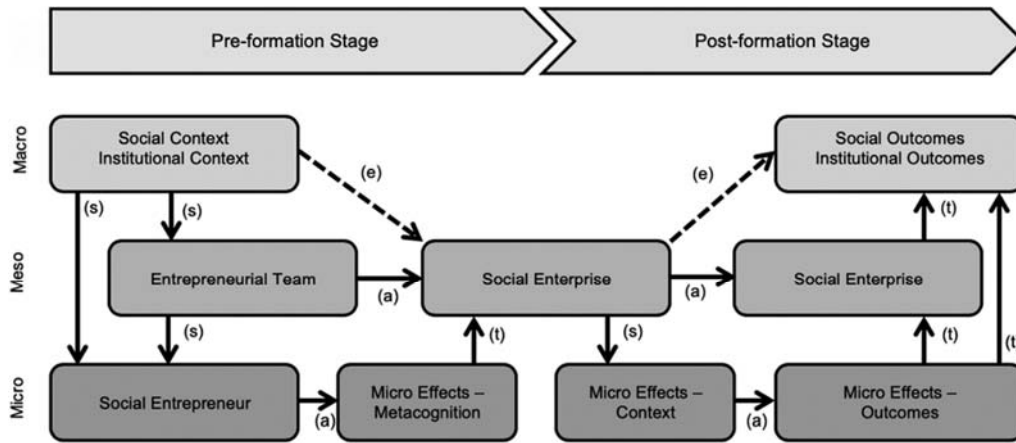 Pre-formation Stage
Post-formation Stage
Macro
Social Context
Institutional Context
Social Outcomes
Institutional Outcomes
(e)
(e)
(s)
(s)
(t)
Meso
Entrepreneurial Team
Social Enterprise
Social Enterprise
(a)
(a)
(s)
(t)
(s)
(t)
(t
Micro
Social Entrepreneur
Micro Effects –
Metacognition
Micro Effects –
Context
Micro Effects –
Outcomes
(a)
(a)